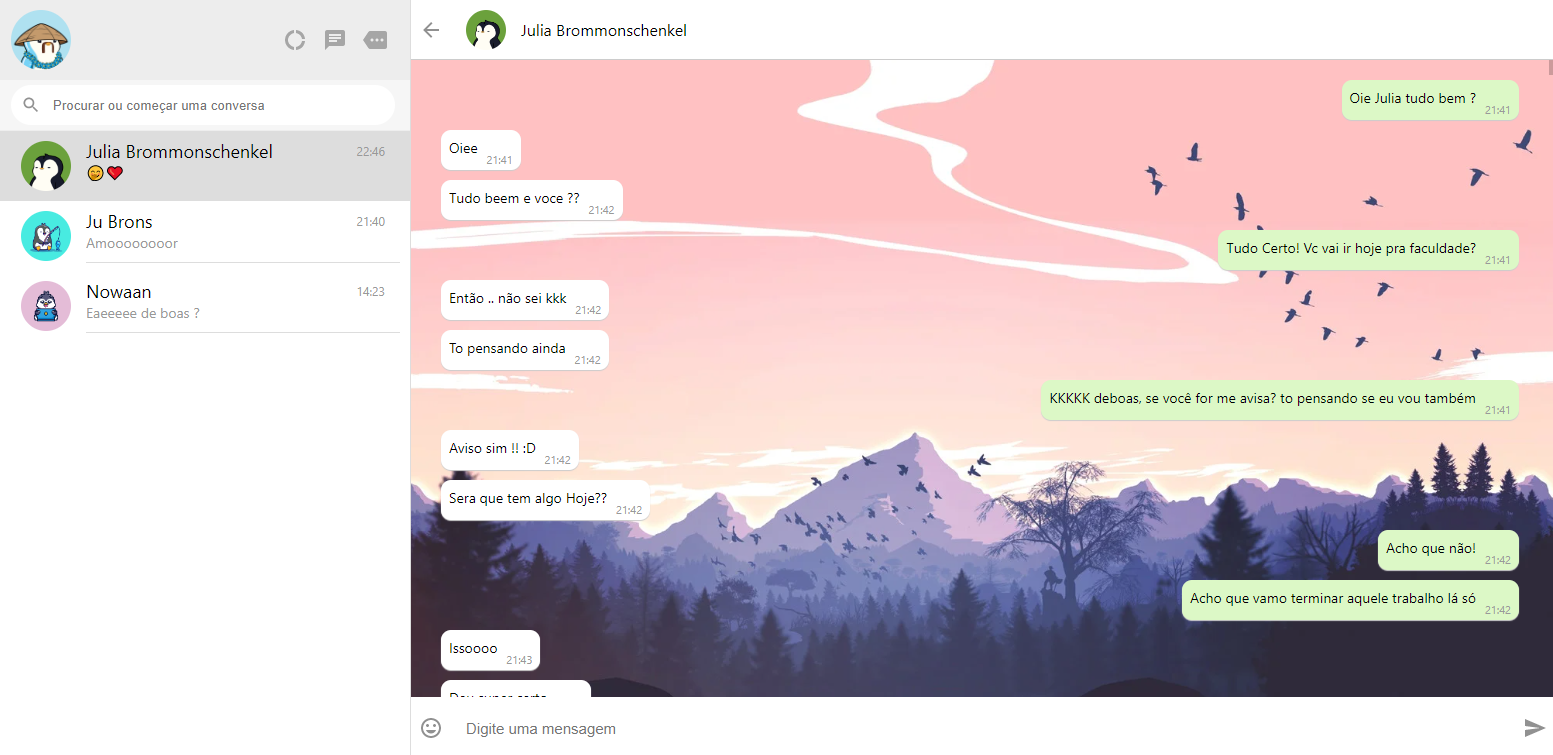 Procurar ou começar uma conversa
Julia Brommonschenkel
22:46
😊❤
Ju Brons
21:40
Amoooooooor
Nowaan
14:23
Eaeeeee de boas ?
Julia Brommonschenkel
Oie Julia tudo bem ?
21:41
Oiee
21:41
Tudo beem e voce ??
21:42
Tudo Certo! Vc vai ir hoje pra faculdade?
21:41
Então .. não sei kkk
21:42
To pensando ainda
21:42
KKKKK deboas, se você for me avisa? to pensando se eu vou também
21:41
Aviso sim !! :D
21:42
Sera que tem algo Hoje??
21:42
Acho que não!
21:42
Acho que vamo terminar aquele trabalho lá só
21:42
Issoooo
21:43
Digite uma mensagem